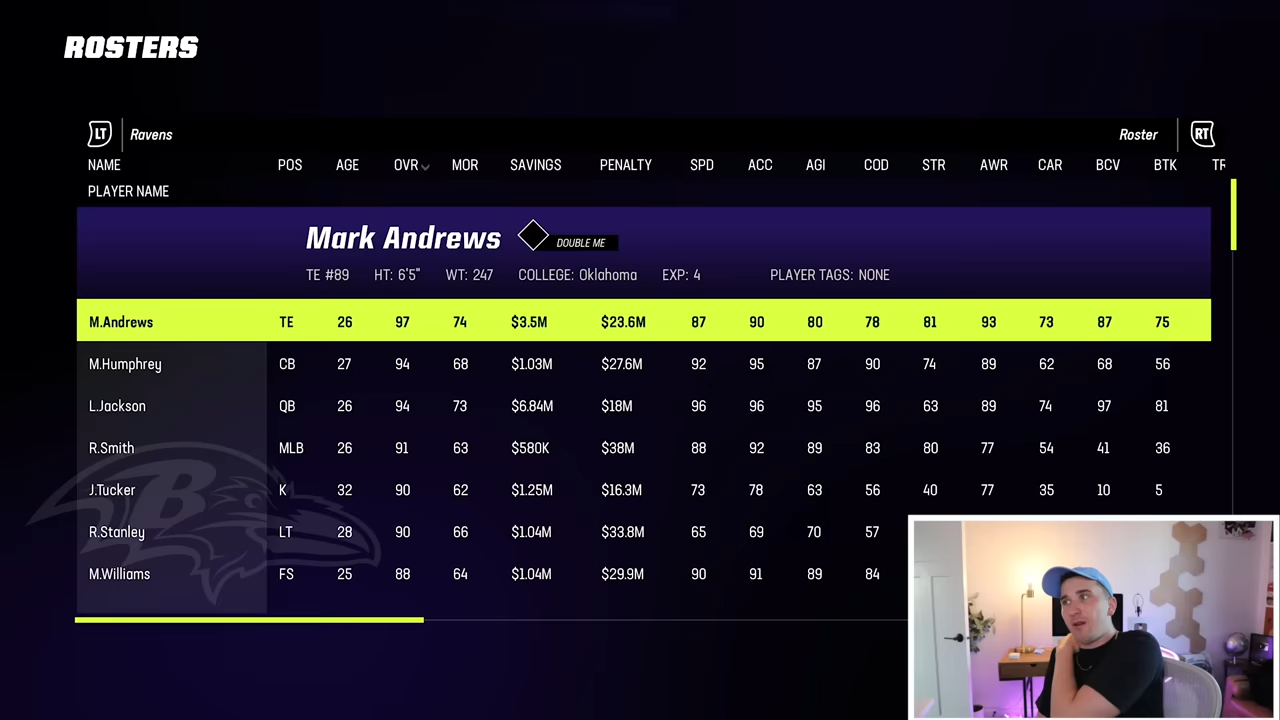 ROSTERS
LT Ravens Roster RT
NAME POS AGE OVR MOR SAVINGS PENALTY SPD ACC AGI COD STR AWR CAR BCV BTK TR
PLAYER NAME
Mark Andrews DOUBLE ME
TE #89 HT: 6'5" WT: 247 COLLEGE: Oklahoma EXP: 4 PLAYER TAGS: NONE
M.Andrews TE 26 97 74 $3.5M $23.6M 87 90 80 78 81 93 73 87 75
M.Humphrey CB 27 94 68 $1.03M $27.6M 92 95 87 90 74 89 62 68 56
L.Jackson QB 26 94 73 $6.84M $18M 96 96 95 96 63 89 74 97 81
R.Smith MLB 26 91 63 $580K $38M 88 92 89 83 80 77 54 41 36
J.Tucker K 32 90 62 $1.25M $16.3M 73 78 63 56 40 77 35 10 5
R.Stanley LT 28 90 66 $1.04M $33.8M 65 69 70 57
M.Williams FS 25 88 64 $1.04M $29.9M 90 91 89 84
B